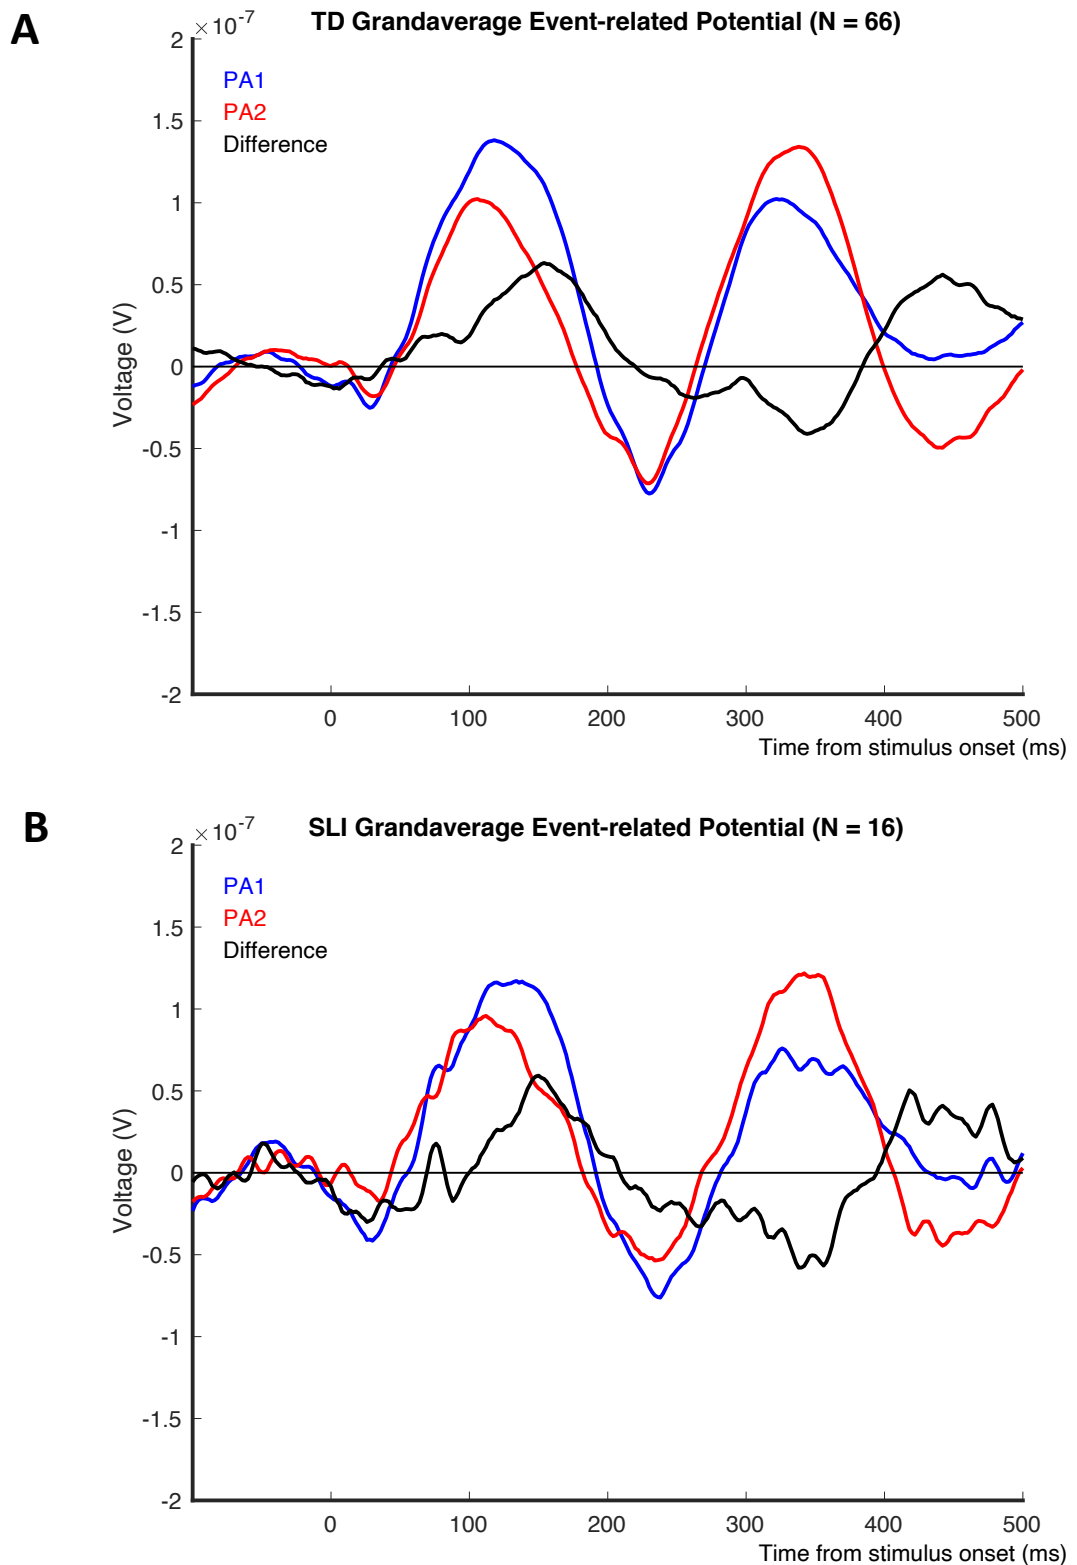 A
×10-7
TD Grandaverage Event-related Potential (N = 66)
2
PA1
PA2
Difference
1.5
1
0.5
0
-0.5
-1
-1.5
-2
Voltage (V)
0 100 200 300 400 500
Time from stimulus onset (ms)
B
×10-7
SLI Grandaverage Event-related Potential (N = 16)
2
PA1
PA2
Difference
1.5
1
0.5
0
-0.5
-1
-1.5
-2
Voltage (V)
0 100 200 300 400 500
Time from stimulus onset (ms)